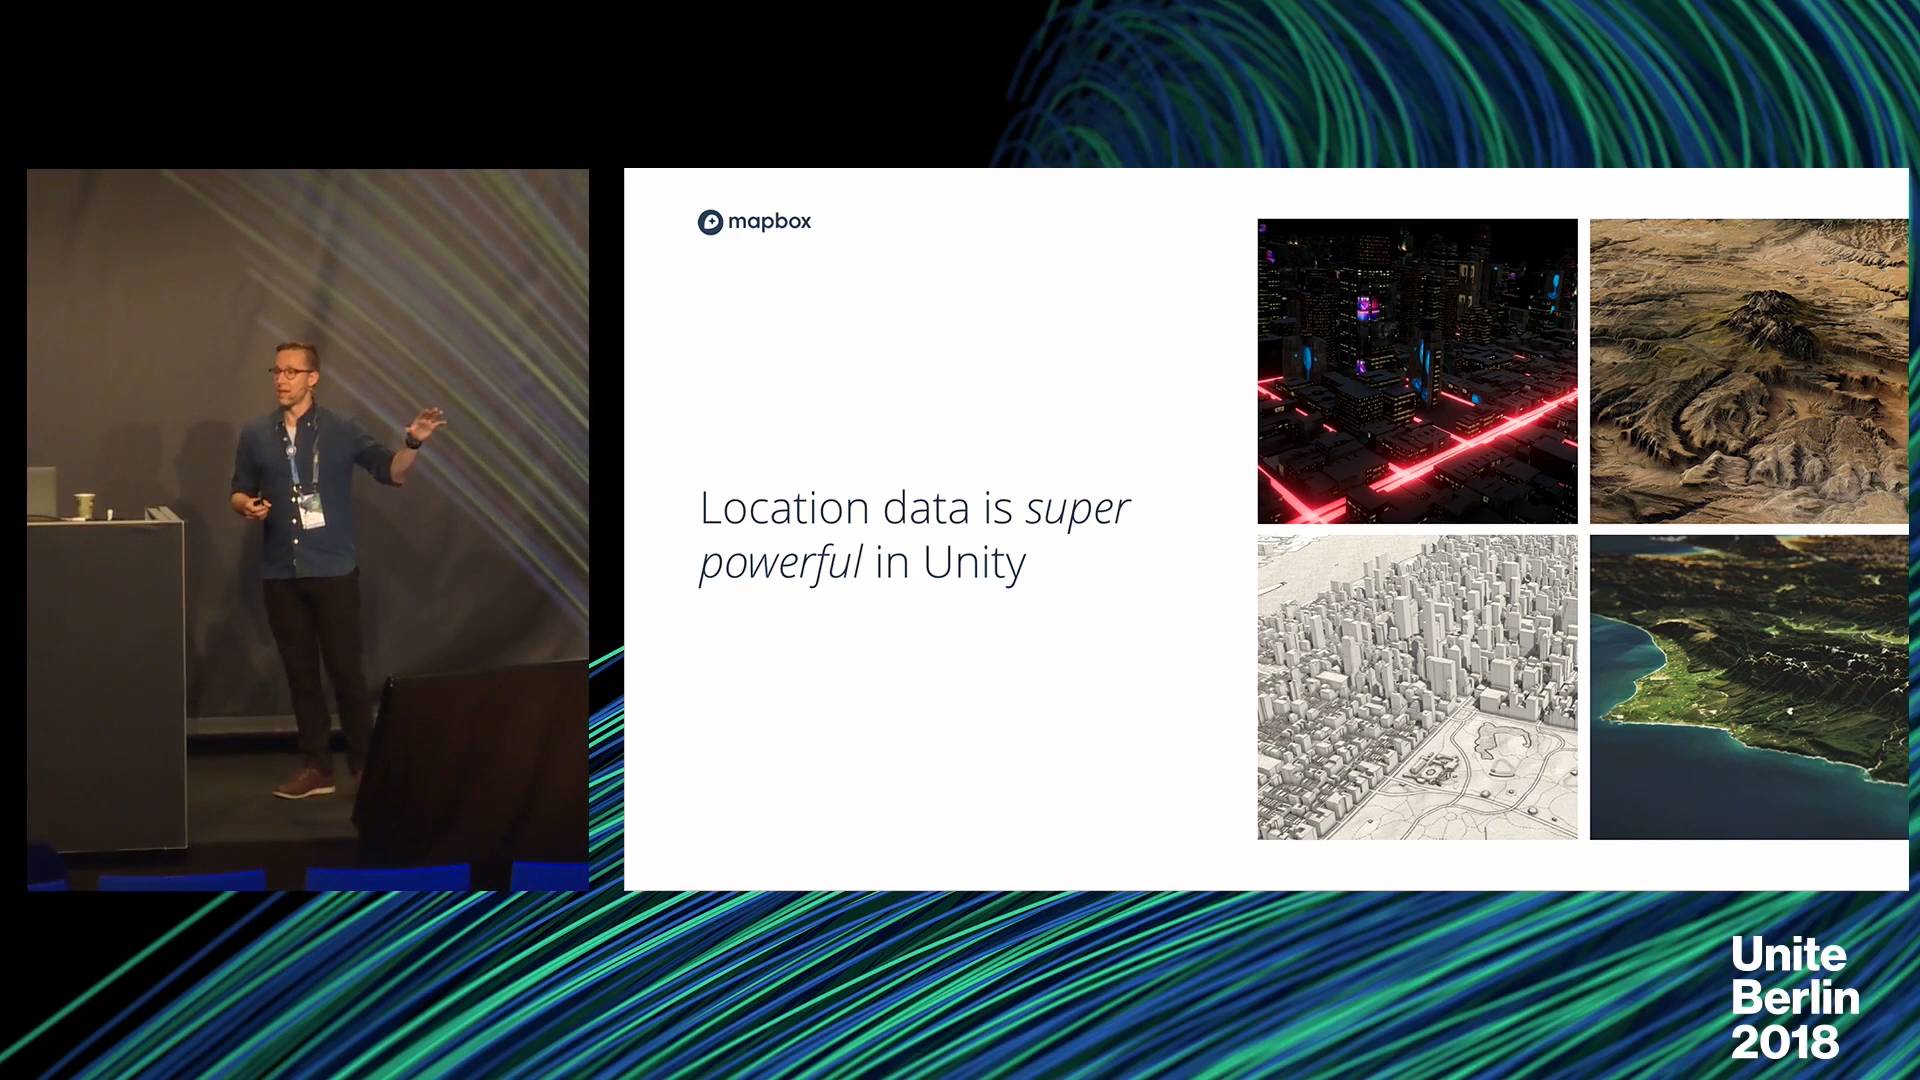 mapbox
Location data is super
powerful in Unity
Unite
Berlin
2018